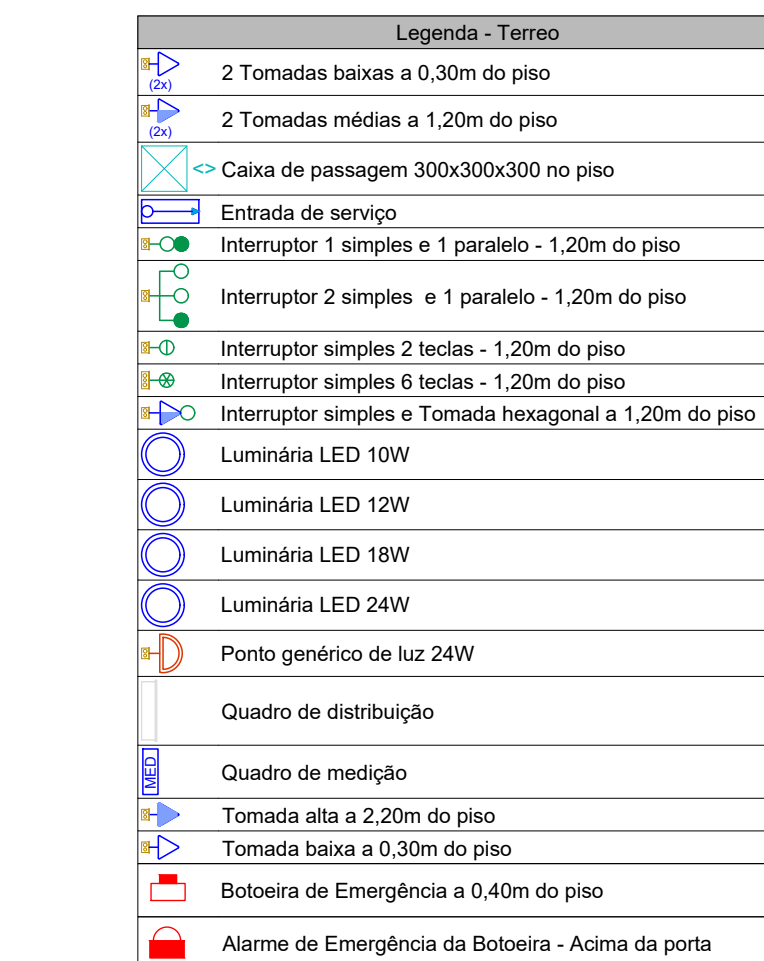 Legenda - Terreo
(2x) 2 Tomadas baixas a 0,30m do piso
(2x) 2 Tomadas médias a 1,20m do piso
<> Caixa de passagem 300x300x300 no piso
Entrada de serviço
Interruptor 1 simples e 1 paralelo - 1,20m do piso
Interruptor 2 simples e 1 paralelo - 1,20m do piso
Interruptor simples 2 teclas - 1,20m do piso
Interruptor simples 6 teclas - 1,20m do piso
Interruptor simples e Tomada hexagonal a 1,20m do piso
Luminária LED 10W
Luminária LED 12W
Luminária LED 18W
Luminária LED 24W
Ponto genérico de luz 24W
Quadro de distribuição
MED Quadro de medição
Tomada alta a 2,20m do piso
Tomada baixa a 0,30m do piso
Botoeira de Emergência a 0,40m do piso
Alarme de Emergência da Botoeira - Acima da porta